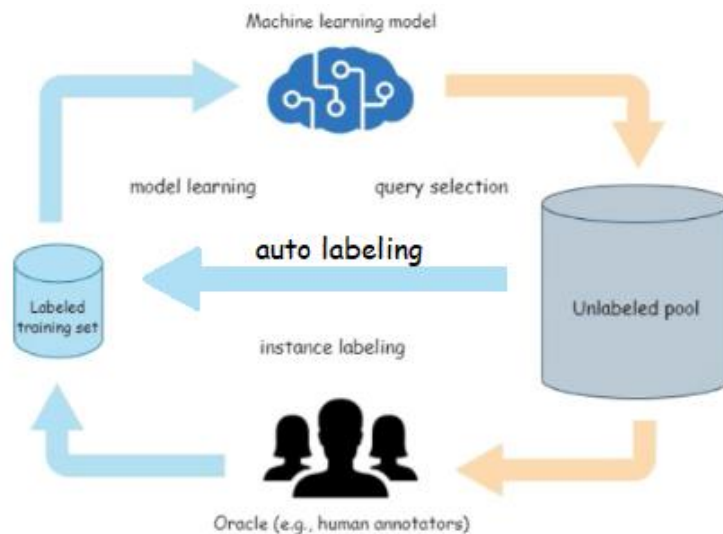 Machine learning model
model learning
query selection
auto labeling
Labeled
training set
Unlabeled pool
instance labeling
Oracle (e.g., human annotators)